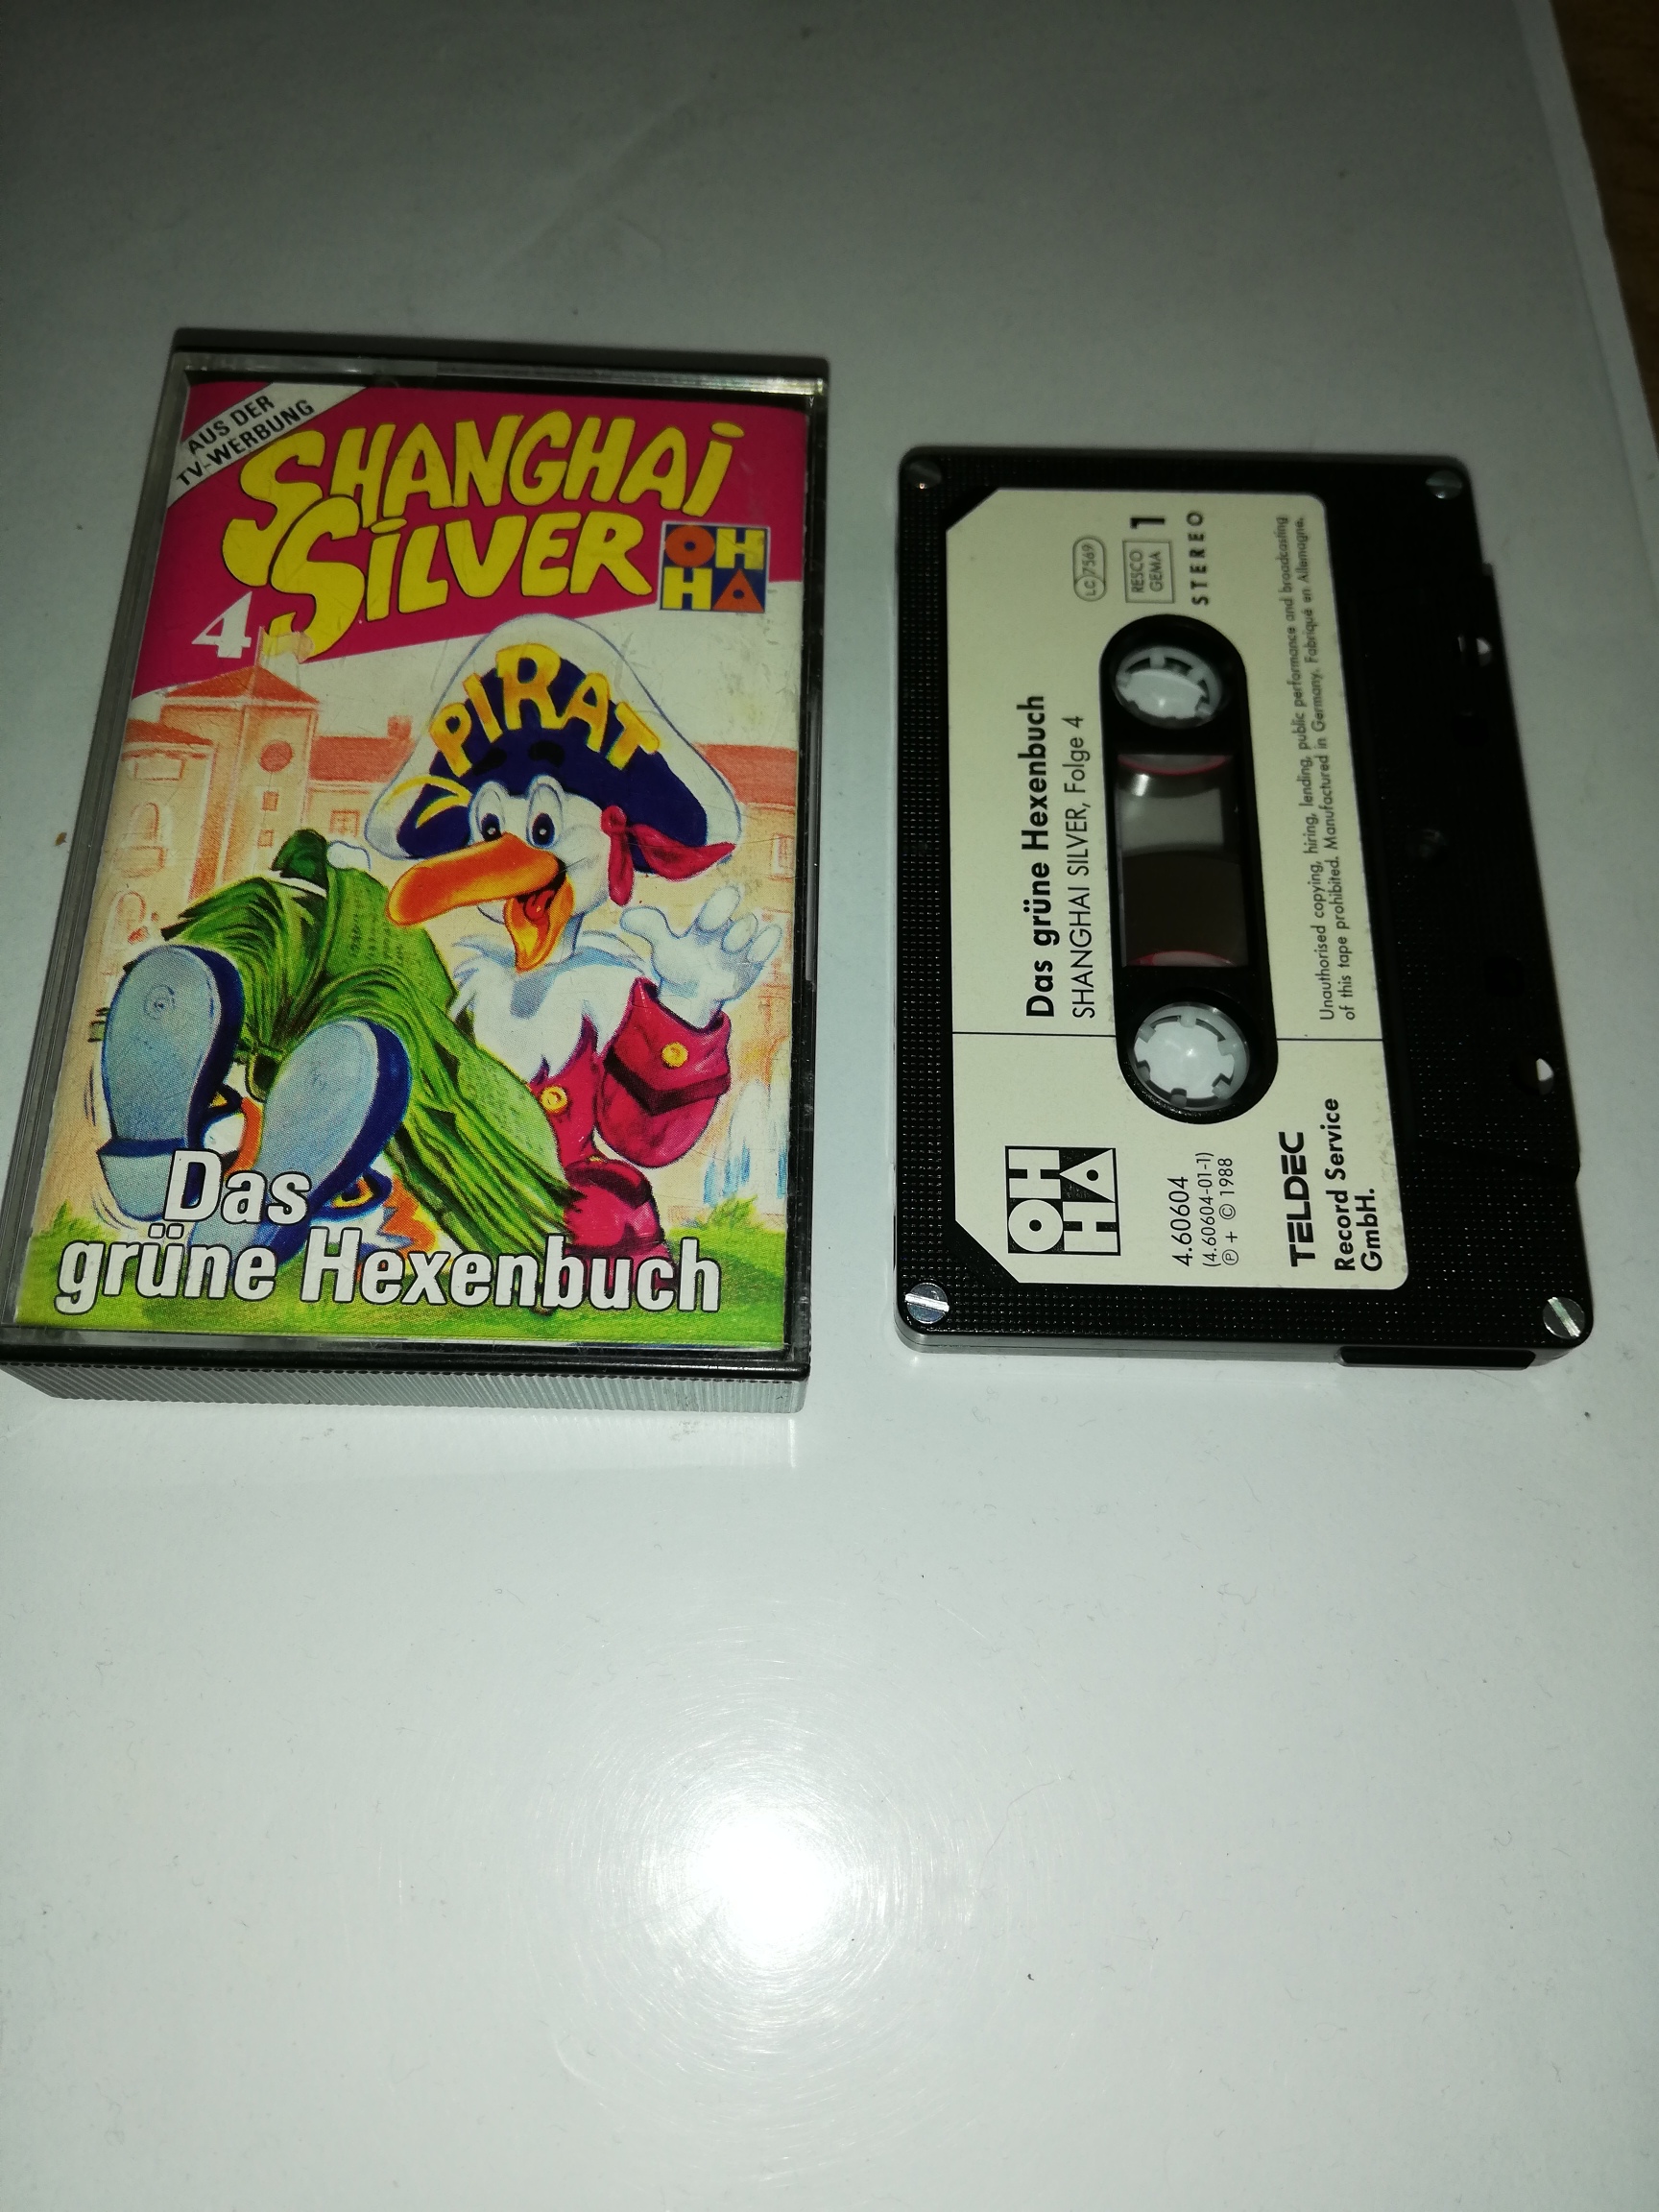 AUS DER
TV-WERBUNG
SHANGHAI
SILVER
OH
HA
4
PIRAT
Das
grüne Hexenbuch
LC 7569
RESCO
GEMA
1
STEREO
Das grüne Hexenbuch
SHANGHAI SILVER, Folge 4
OH
HA
4.60604
(4.60604-01-1)
Ⓟ + © 1988
TELDEC
Record Service
GmbH.
Unauthorised copying, hiring, lending, public performance and broadcasting
of this tape prohibited. Manufactured in Germany. Fabriqué en Allemagne.